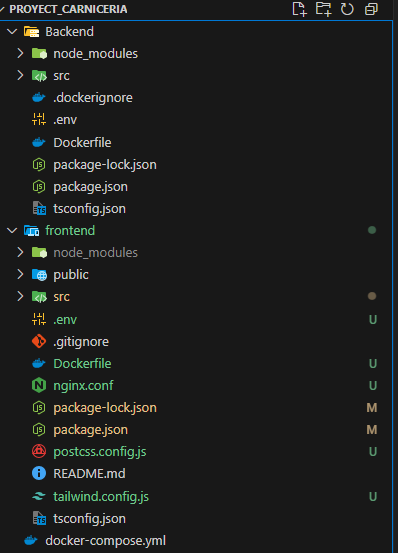 PROYECT_CARNICERIA
Backend
node_modules
src
.dockerignore
.env
Dockerfile
package-lock.json
package.json
tsconfig.json
frontend
node_modules
public
src
.env U
.gitignore
Dockerfile U
nginx.conf U
package-lock.json M
package.json M
postcss.config.js U
README.md
tailwind.config.js U
tsconfig.json
docker-compose.yml